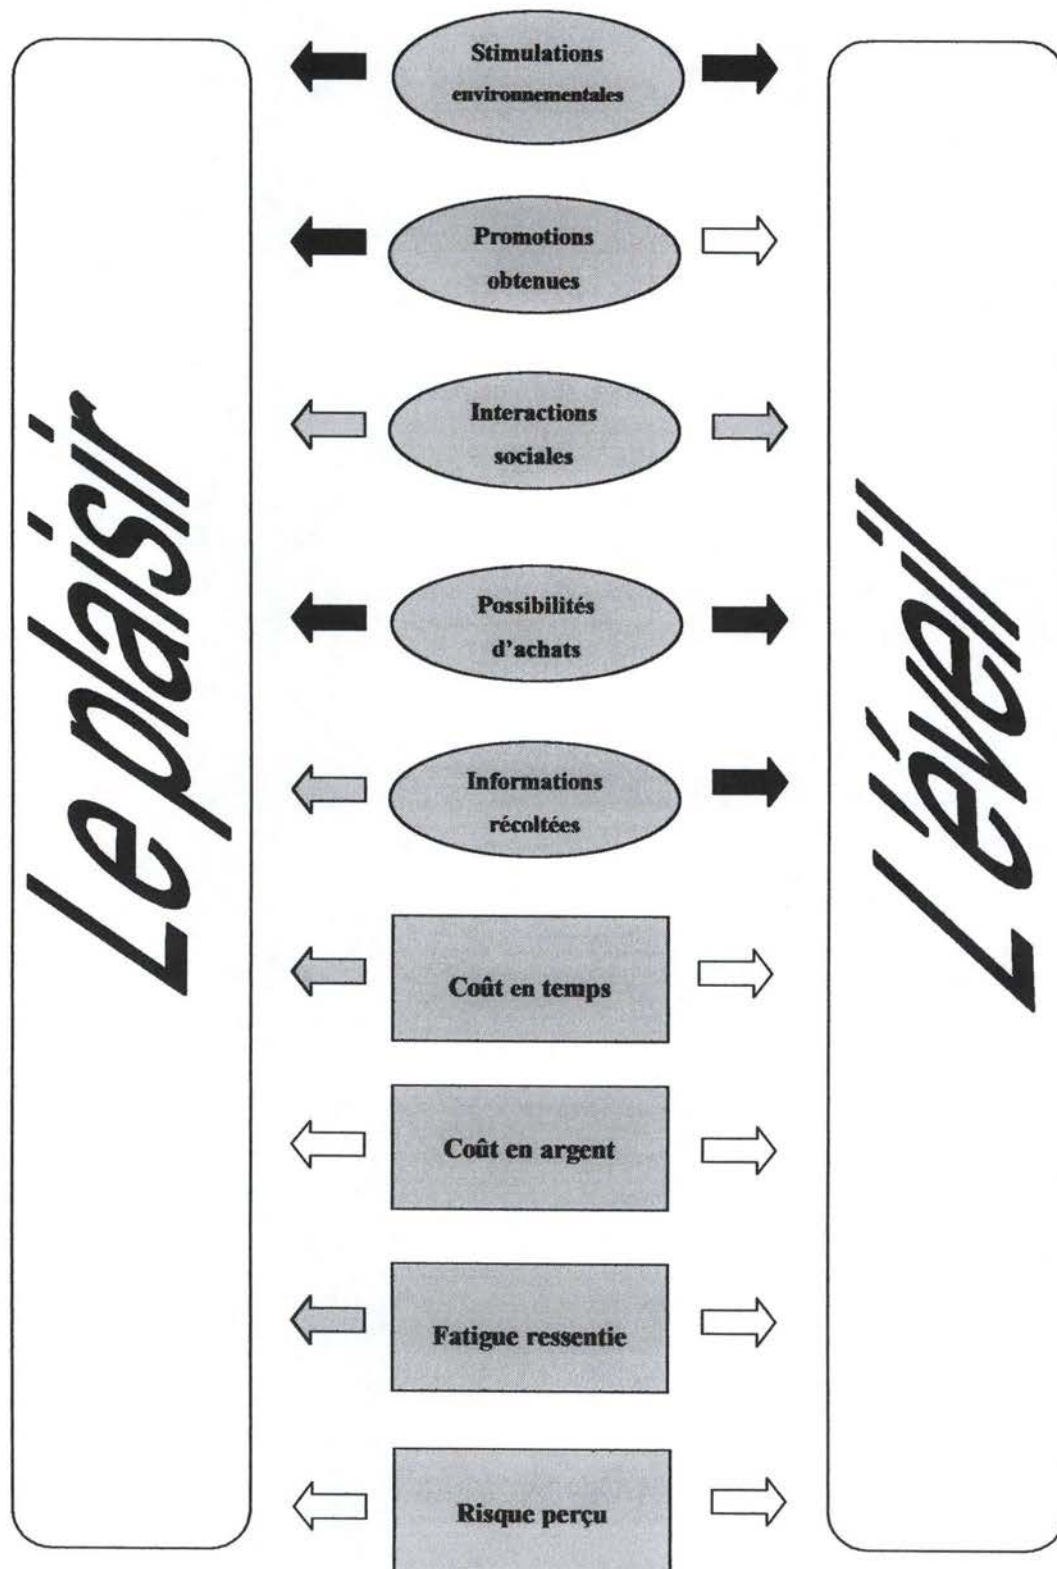 Le plaisir
Stimulations
environnementales
Promotions
obtenues
Interactions
sociales
Possibilités
d'achats
Informations
récoltées
Coût en temps
Coût en argent
Fatigue ressentie
Risque perçu
L'éveil